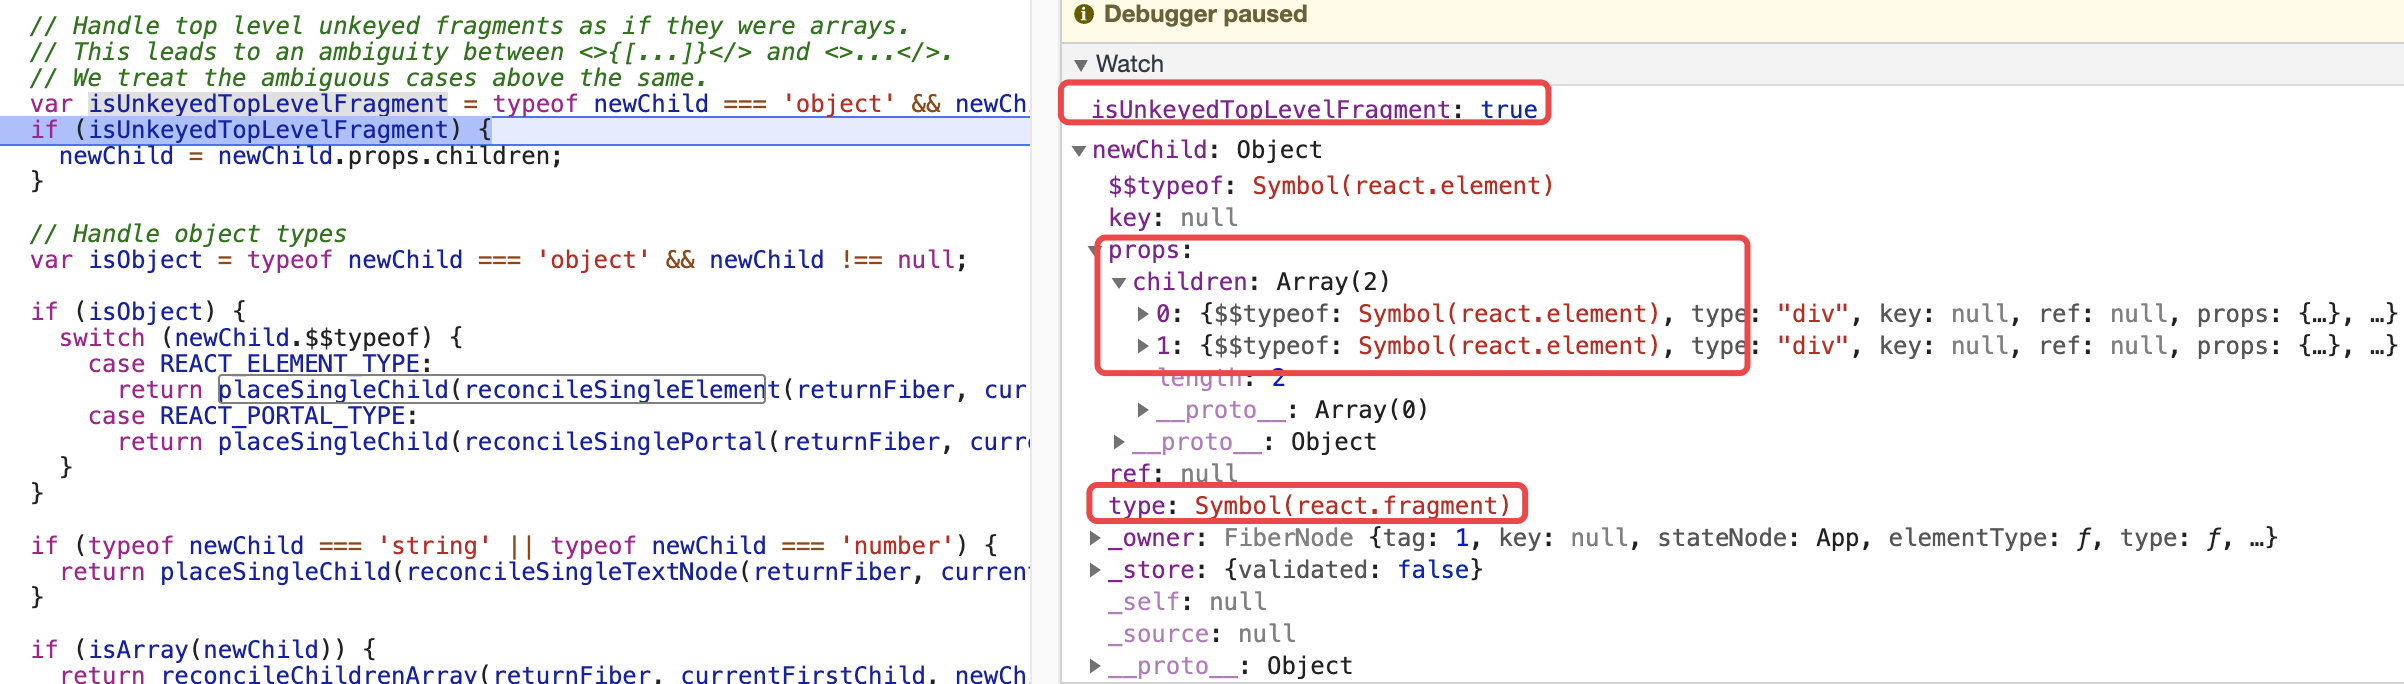 // Handle top level unkeyed fragments as if they were arrays.
// This leads to an ambiguity between <>{[...]}</> and <>...</>.
// We treat the ambiguous cases above the same.
var isUnkeyedTopLevelFragment = typeof newChild === 'object' && newCh
if (isUnkeyedTopLevelFragment) {
newChild = newChild.props.children;
}
// Handle object types
var isObject = typeof newChild === 'object' && newChild !== null;
if (isObject) {
switch (newChild.$$typeof) {
case REACT_ELEMENT_TYPE:
return placeSingleChild(reconcileSingleElement(returnFiber, cur
case REACT_PORTAL_TYPE:
return placeSingleChild(reconcileSinglePortal(returnFiber, curre
}
}
if (typeof newChild === 'string' || typeof newChild === 'number') {
return placeSingleChild(reconcileSingleTextNode(returnFiber, current
}
if (isArray(newChild)) {
return reconcileChildrenArray(returnFiber, currentFirstChild, newCh
Debugger paused
Watch
isUnkeyedTopLevelFragment: true
newChild: Object
$$typeof: Symbol(react.element)
key: null
props:
children: Array(2)
0: {$$typeof: Symbol(react.element), type: "div", key: null, ref: null, props: {…}, …}
1: {$$typeof: Symbol(react.element), type: "div", key: null, ref: null, props: {…}, …}
length: 2
__proto__: Array(0)
__proto__: Object
ref: null
type: Symbol(react.fragment)
_owner: FiberNode {tag: 1, key: null, stateNode: App, elementType: ƒ, type: ƒ, …}
_store: {validated: false}
_self: null
_source: null
__proto__: Object